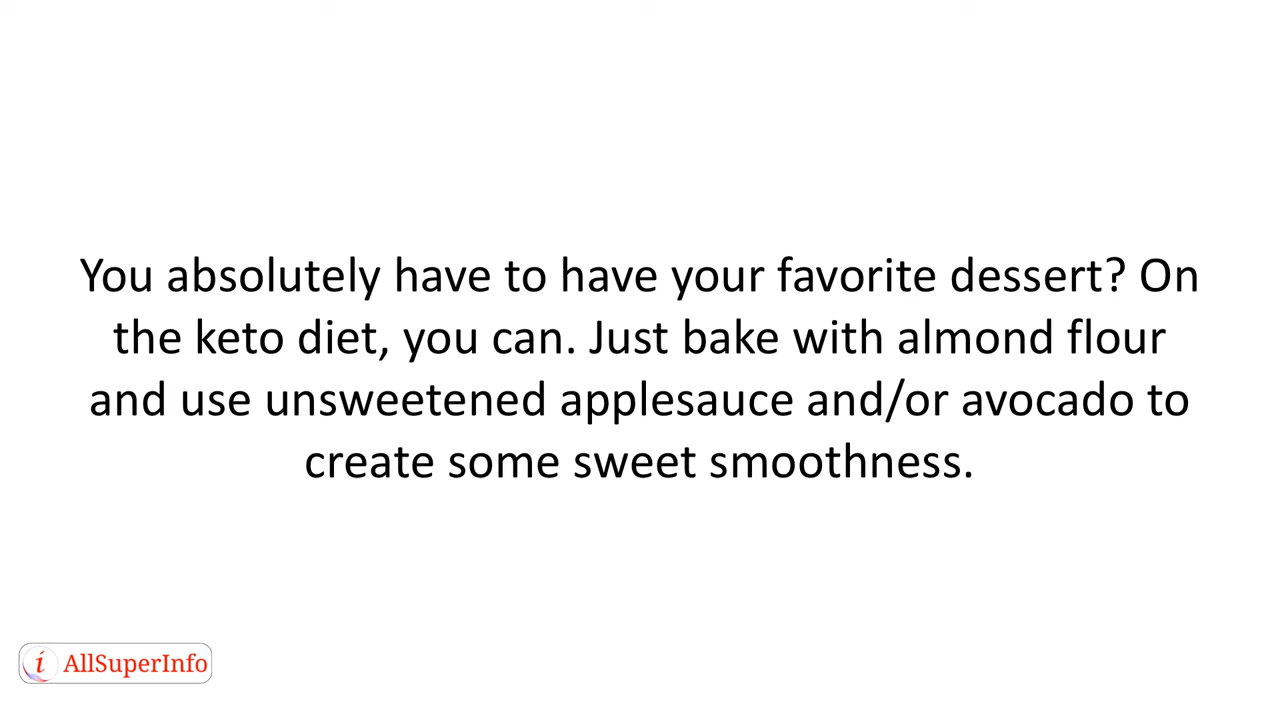 You absolutely have to have your favorite dessert? On
the keto diet, you can. Just bake with almond flour
and use unsweetened applesauce and/or avocado to
create some sweet smoothness.
i AllSuperInfo